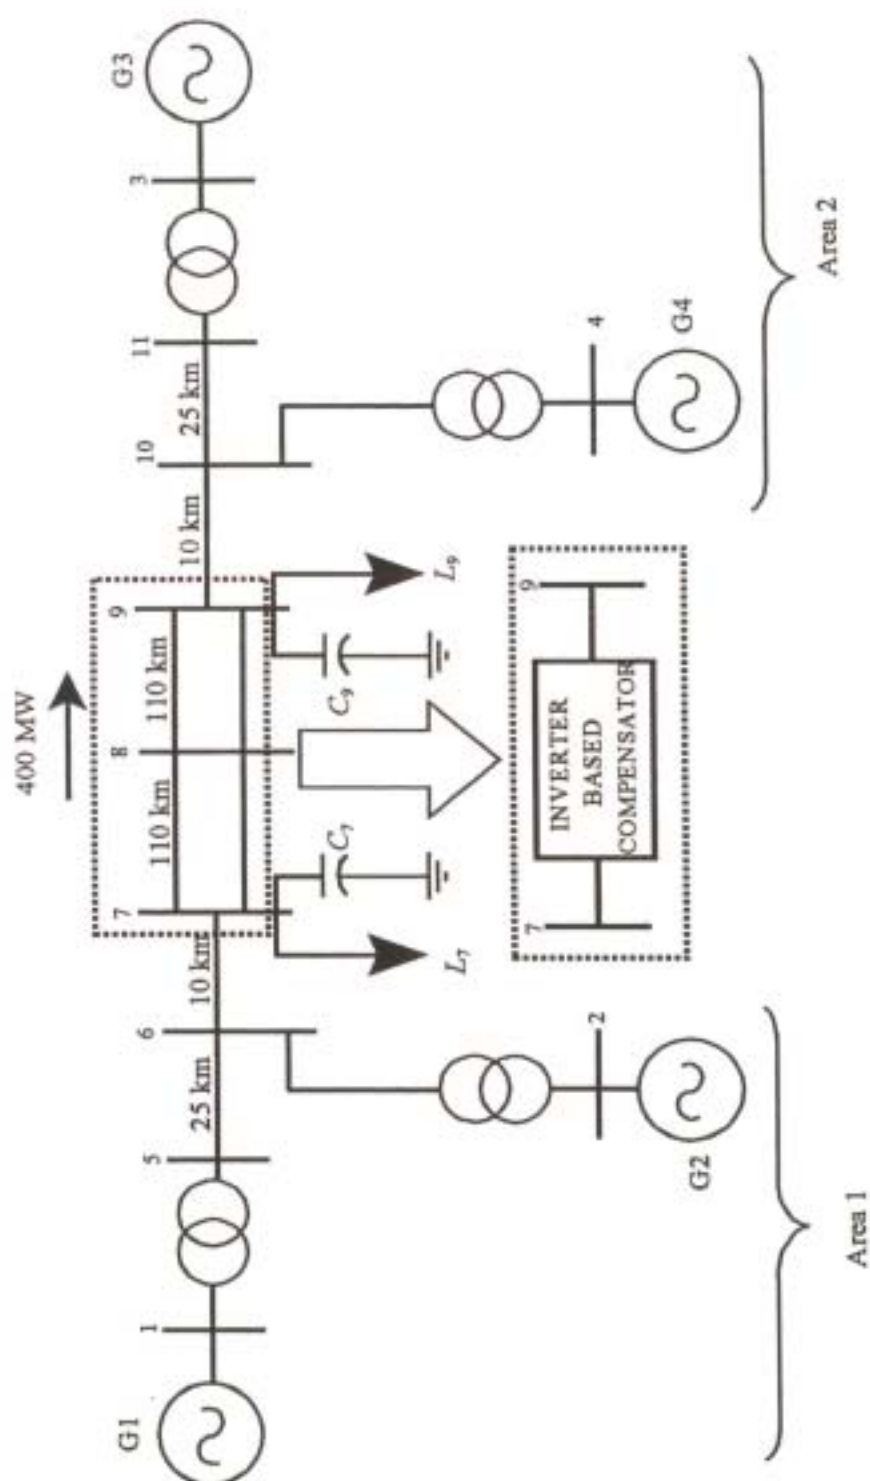 400 MW
G1
1
5
25 km
6
10 km
7
110 km
8
110 km
9
10 km
10
25 km
11
3
G3
L₇
C₇
C₉
L₉
2
G2
4
G4
7
INVERTER
BASED
COMPENSATOR
9
Area 1
Area 2